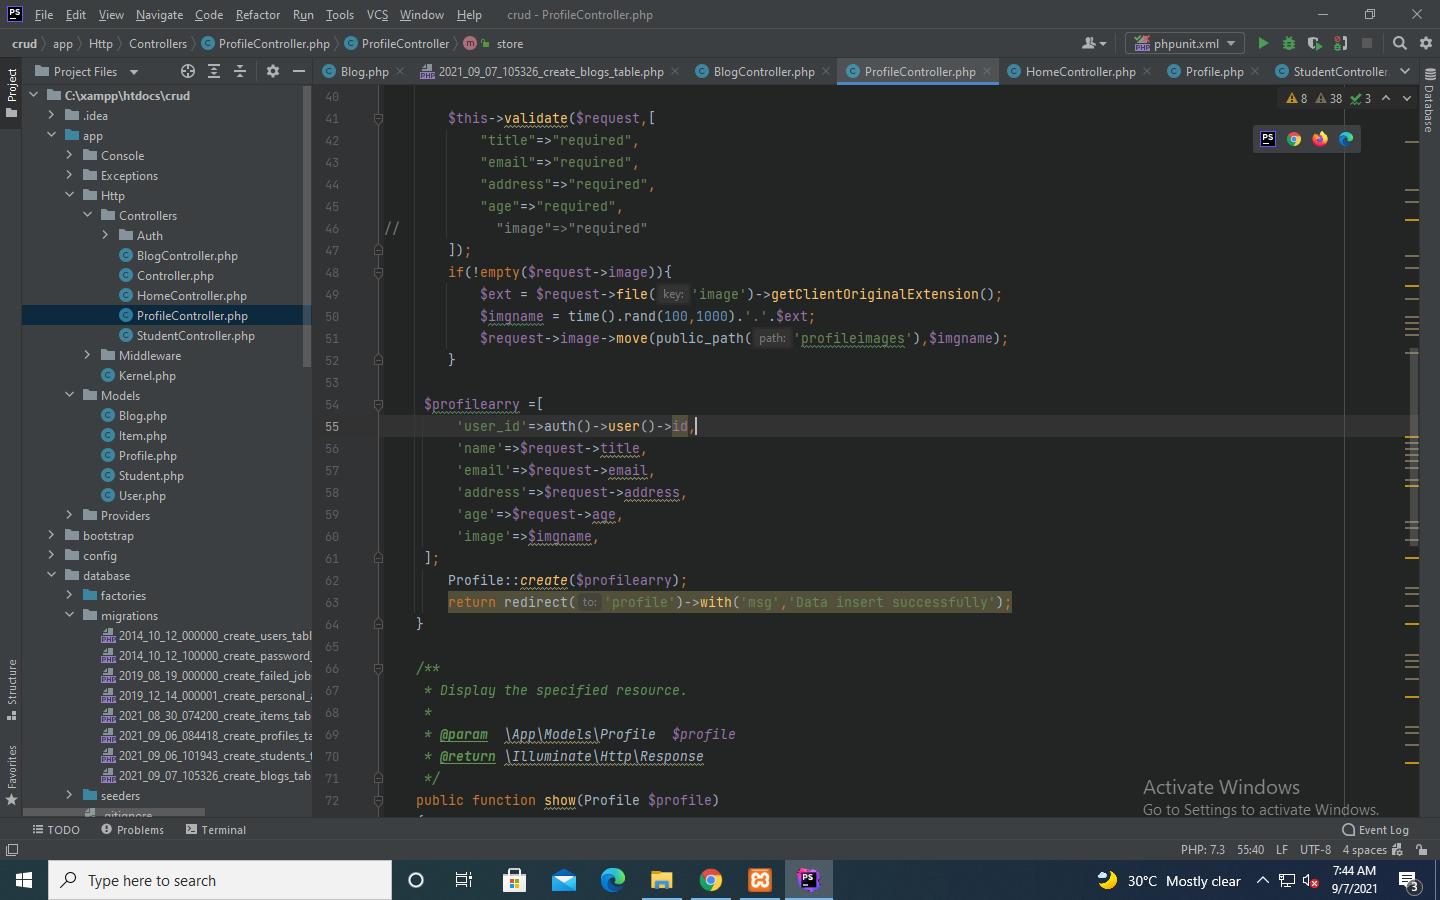 PS File Edit View Navigate Code Refactor Run Tools VCS Window Help crud - ProfileController.php
crud app Http Controllers ProfileController.php ProfileController m store phpunit.xml
Project Project Files Blog.php 2021_09_07_105326_create_blogs_table.php BlogController.php ProfileController.php HomeController.php Profile.php StudentController. Database
C:\xampp\htdocs\crud
.idea
app
Console
Exceptions
Http
Controllers
Auth
BlogController.php
Controller.php
HomeController.php
ProfileController.php
StudentController.php
Middleware
Kernel.php
Models
Blog.php
Item.php
Profile.php
Student.php
User.php
Providers
bootstrap
config
database
factories
migrations
2014_10_12_000000_create_users_tabl
2014_10_12_100000_create_password_
2019_08_19_000000_create_failed_job
2019_12_14_000001_create_personal_a
2021_08_30_074200_create_items_tab
2021_09_06_084418_create_profiles_ta
2021_09_06_101943_create_students_t
2021_09_07_105326_create_blogs_tabl
seeders
.gitignore
Structure
Favorites
8 38 3
40
41 $this->validate($request,[
42 "title"=>"required",
43 "email"=>"required",
44 "address"=>"required",
45 "age"=>"required",
46 // "image"=>"required"
47 ]);
48 if(!empty($request->image)){
49 $ext = $request->file( key: 'image')->getClientOriginalExtension();
50 $imgname = time().rand(100,1000).'.'.$ext;
51 $request->image->move(public_path( path: 'profileimages'),$imgname);
52 }
53
54 $profilearry =[
55 'user_id'=>auth()->user()->id,
56 'name'=>$request->title,
57 'email'=>$request->email,
58 'address'=>$request->address,
59 'age'=>$request->age,
60 'image'=>$imgname,
61 ];
62 Profile::create($profilearry);
63 return redirect( to: 'profile')->with('msg','Data insert successfully');
64 }
65
66 /**
67 * Display the specified resource.
68 *
69 * @param \App\Models\Profile $profile
70 * @return \Illuminate\Http\Response
71 */
72 public function show(Profile $profile)
Activate Windows
Go to Settings to activate Windows.
TODO Problems Terminal Event Log
PHP: 7.3 55:40 LF UTF-8 4 spaces
Type here to search 30°C Mostly clear 7:44 AM
9/7/2021 3